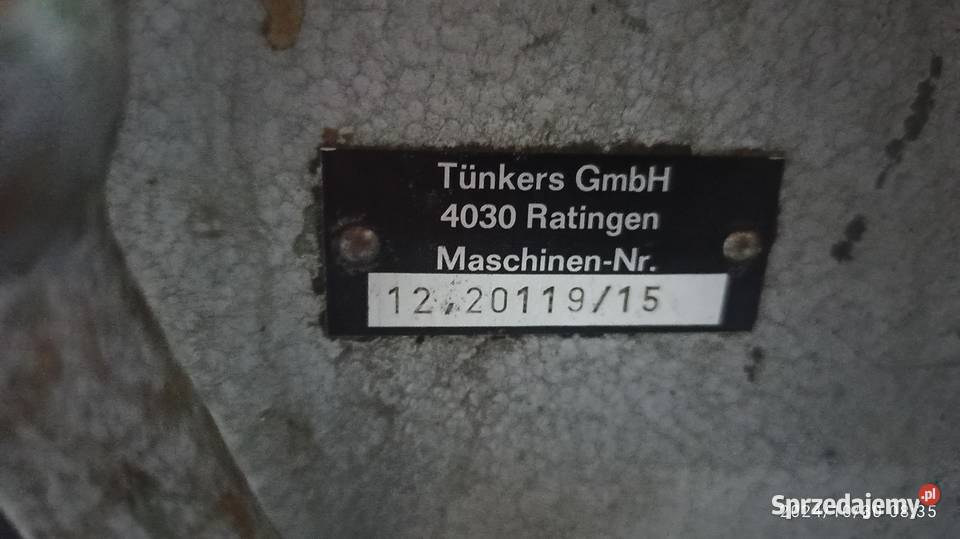 Tünkers GmbH
4030 Ratingen
Maschinen-Nr.
12,20119/15
Sprzedajemy.pl